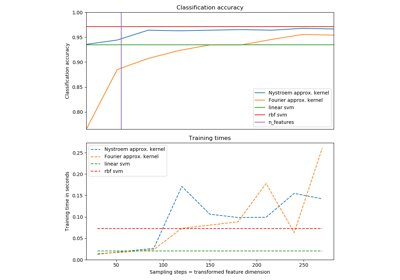 Classification accuracy
1.00
0.95
0.90
0.85
0.80
Classification accuracy
Nystroem approx. kernel
Fourier approx. kernel
linear svm
rbf svm
n_features
Training times
0.25
0.20
0.15
0.10
0.05
0.00
Training time in seconds
Nystroem approx. kernel
Fourier approx. kernel
linear svm
rbf svm
50
100
150
200
250
Sampling steps = transformed feature dimension